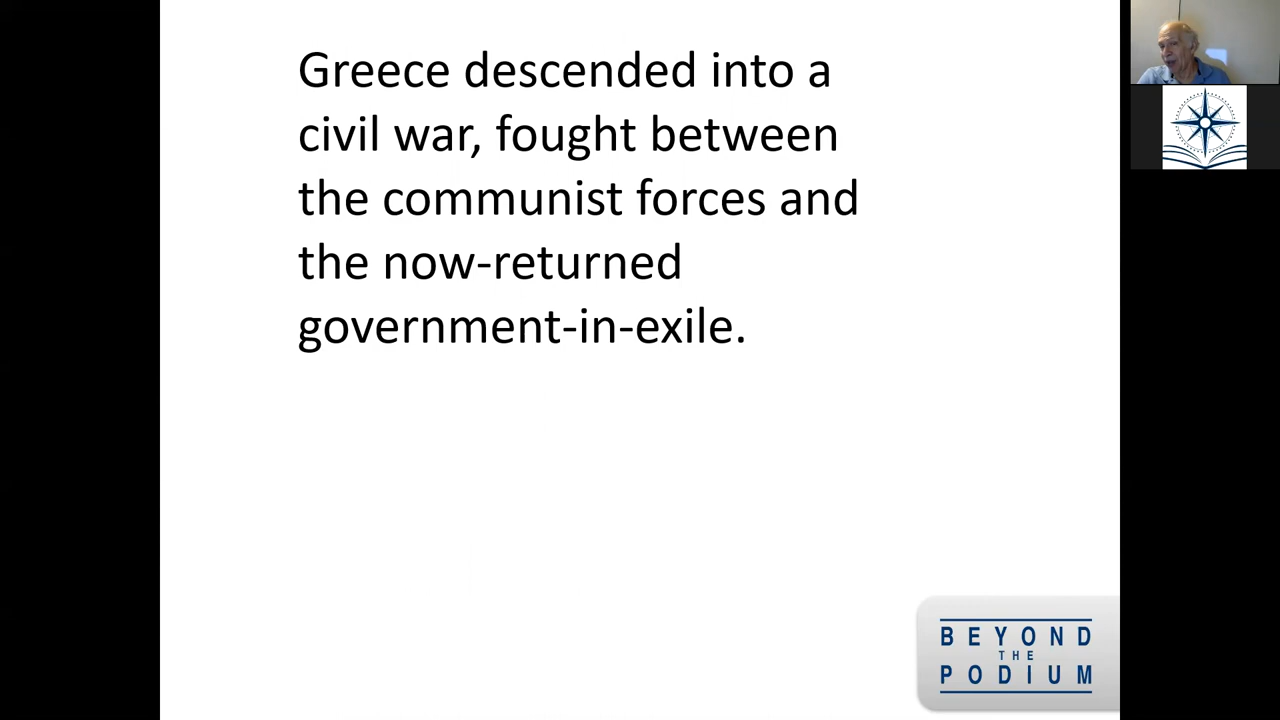 Greece descended into a
civil war, fought between
the communist forces and
the now-returned
government-in-exile.
BEYOND
THE
PODIUM